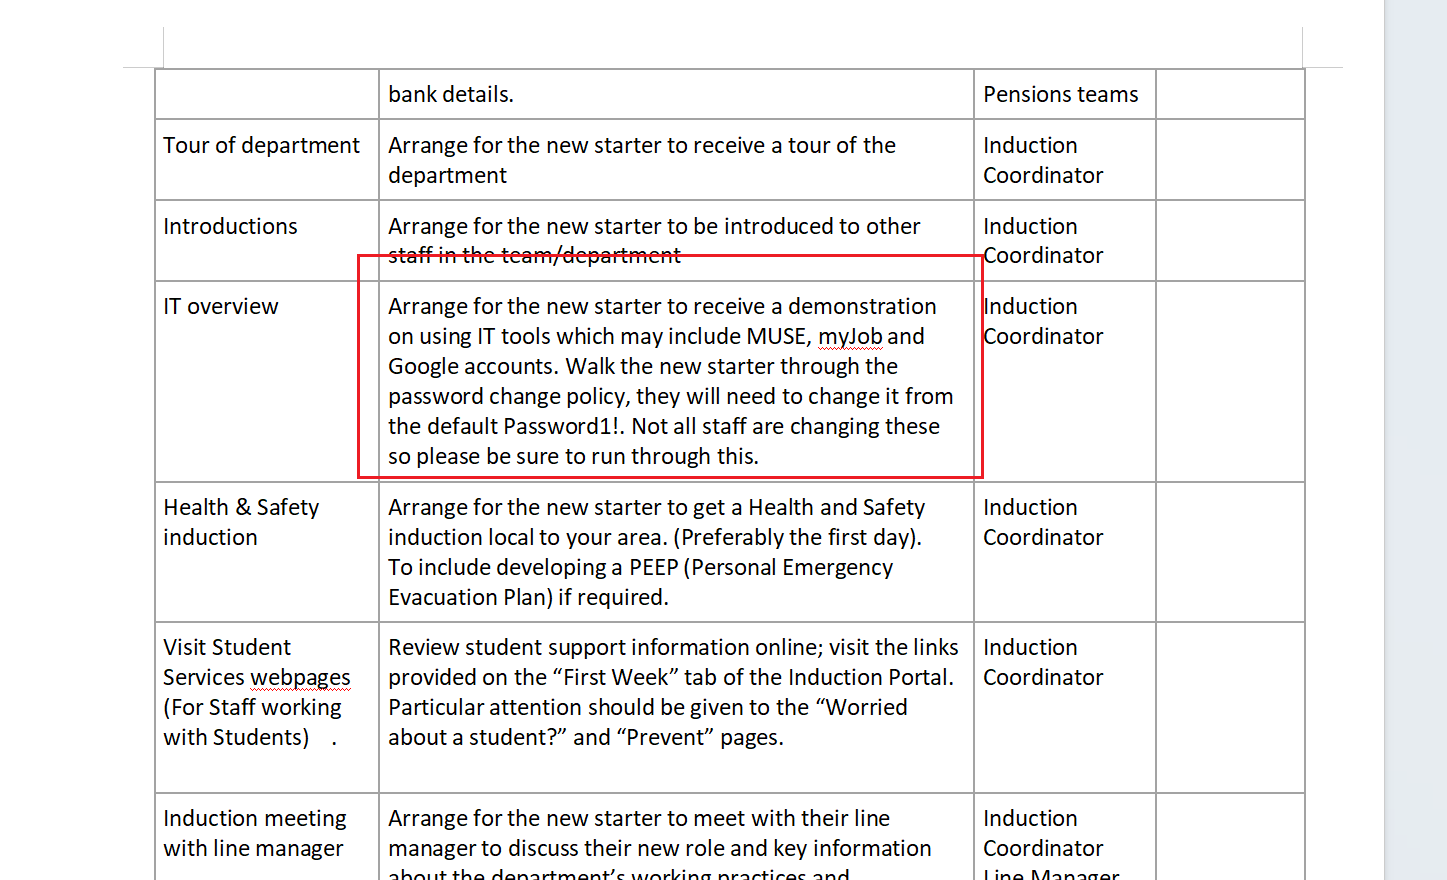 bank details.
Pensions teams
Tour of department
Arrange for the new starter to receive a tour of the
department
Induction
Coordinator
Introductions
Arrange for the new starter to be introduced to other
staff in the team/department
Induction
Coordinator
IT overview
Arrange for the new starter to receive a demonstration
on using IT tools which may include MUSE, myJob and
Google accounts. Walk the new starter through the
password change policy, they will need to change it from
the default Password1!. Not all staff are changing these
so please be sure to run through this.
Induction
Coordinator
Health & Safety
induction
Arrange for the new starter to get a Health and Safety
induction local to your area. (Preferably the first day).
To include developing a PEEP (Personal Emergency
Evacuation Plan) if required.
Induction
Coordinator
Visit Student
Services webpages
(For Staff working
with Students) .
Review student support information online; visit the links
provided on the “First Week” tab of the Induction Portal.
Particular attention should be given to the “Worried
about a student?” and “Prevent” pages.
Induction
Coordinator
Induction meeting
with line manager
Arrange for the new starter to meet with their line
manager to discuss their new role and key information
about the department’s working practices and
Induction
Coordinator
Line Manager